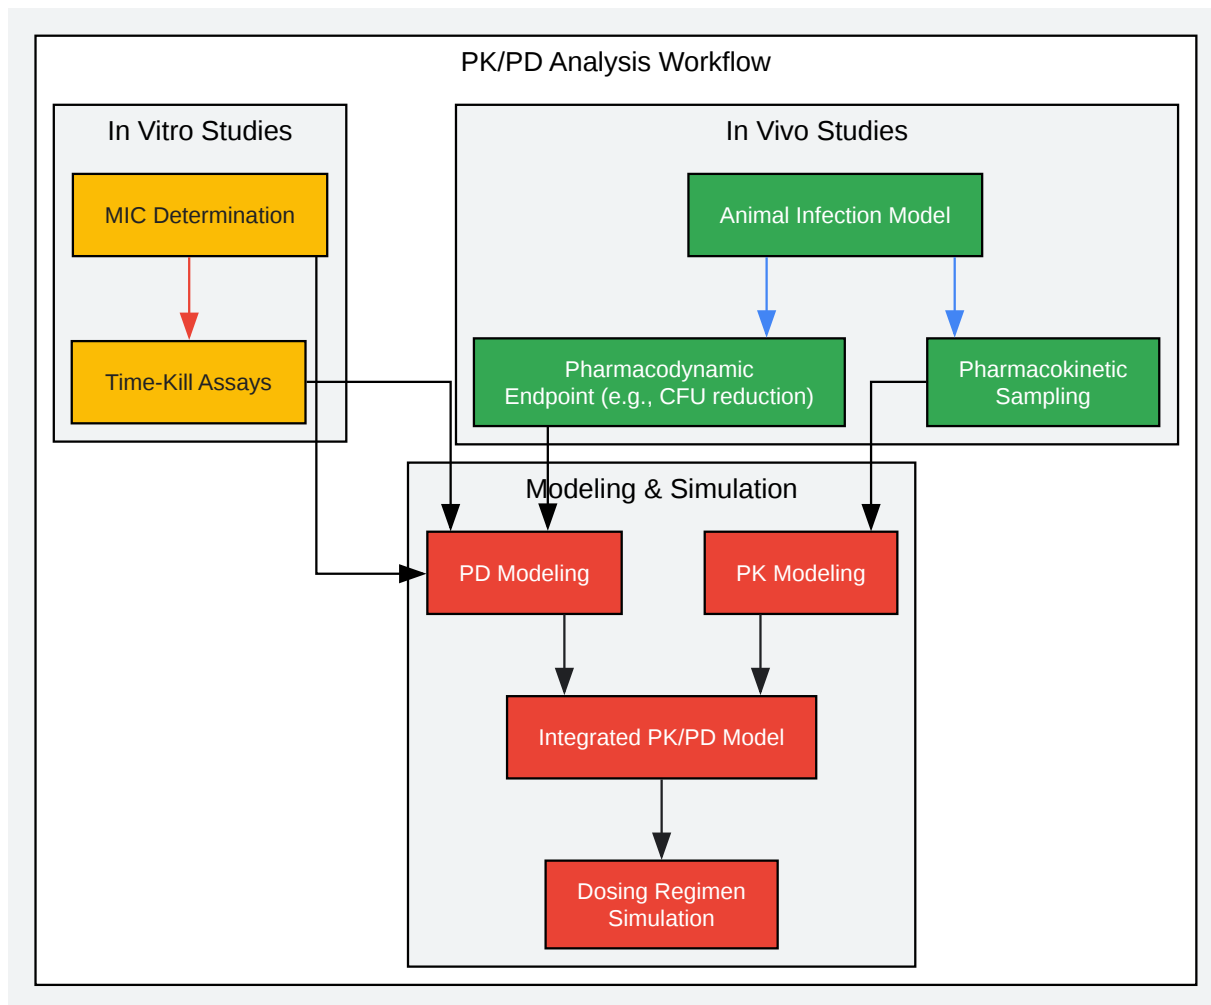 PK/PD Analysis Workflow
In Vitro Studies
MIC Determination
Time-Kill Assays
In Vivo Studies
Animal Infection Model
Pharmacodynamic
Endpoint (e.g., CFU reduction)
Pharmacokinetic
Sampling
Modeling & Simulation
PD Modeling
PK Modeling
Integrated PK/PD Model
Dosing Regimen
Simulation